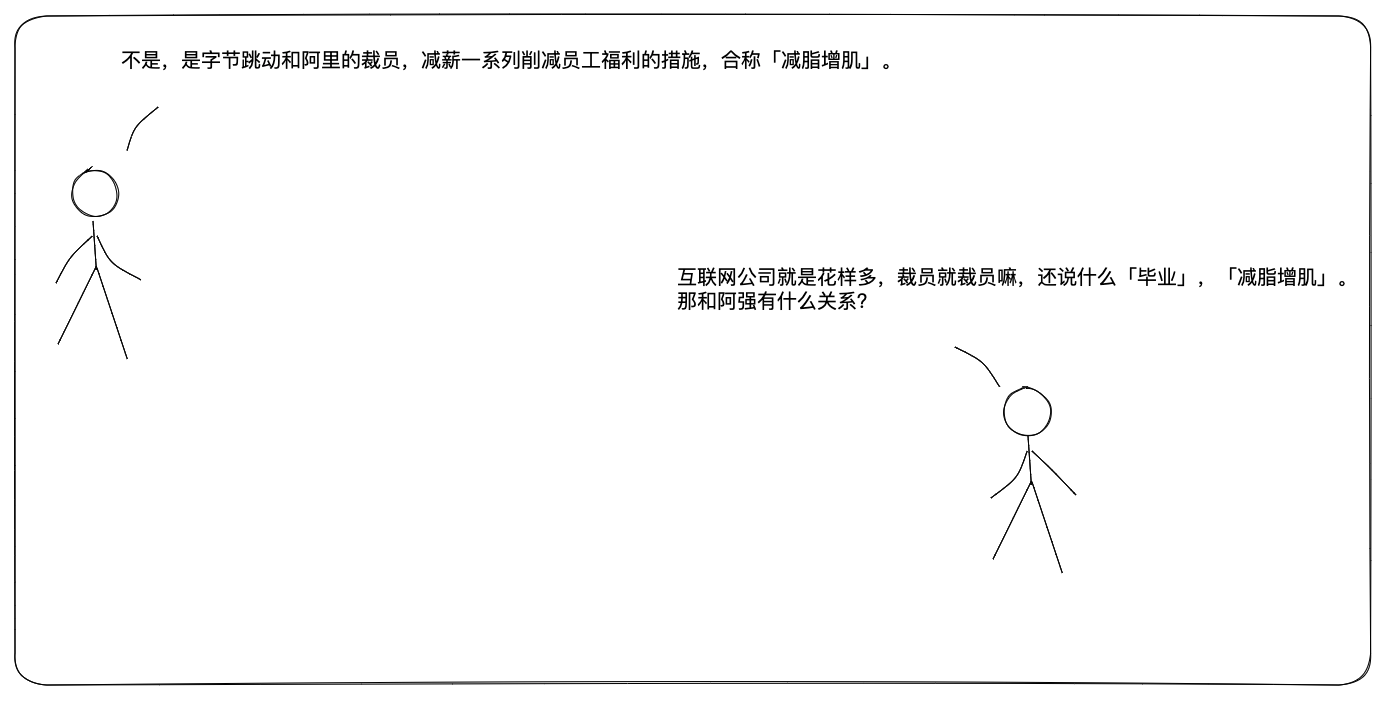 不是，是字节跳动和阿里的裁员，减薪一系列削减员工福利的措施，合称「减脂增肌」。
互联网公司就是花样多，裁员就裁员嘛，还说什么「毕业」，「减脂增肌」。
那和阿强有什么关系？